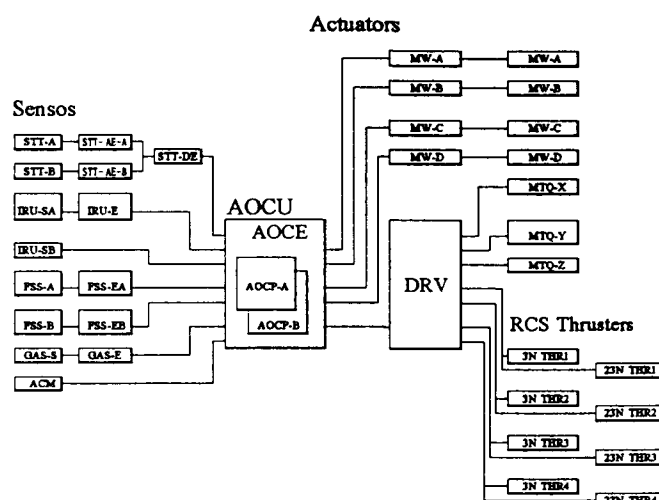 Actuators
MW-A MW-A
MW-B MW-B
Sensos
MW-C MW-C
STT-A STT-AE-A
STT-DE
MW-D MW-D
STT-B STT-AE-B
MTQ-X
IRU-SA IRU-E
AOCU
AOCE
MTQ-Y
IRU-SB
MTQ-Z
PSS-A PSS-EA
AOCP-A
DRV
PSS-B PSS-EB
AOCP-B
RCS Thrusters
GAS-S GAS-E
3N THR1
23N THR1
ACM
3N THR2
23N THR2
3N THR3
23N THR3
3N THR4
23N THR4